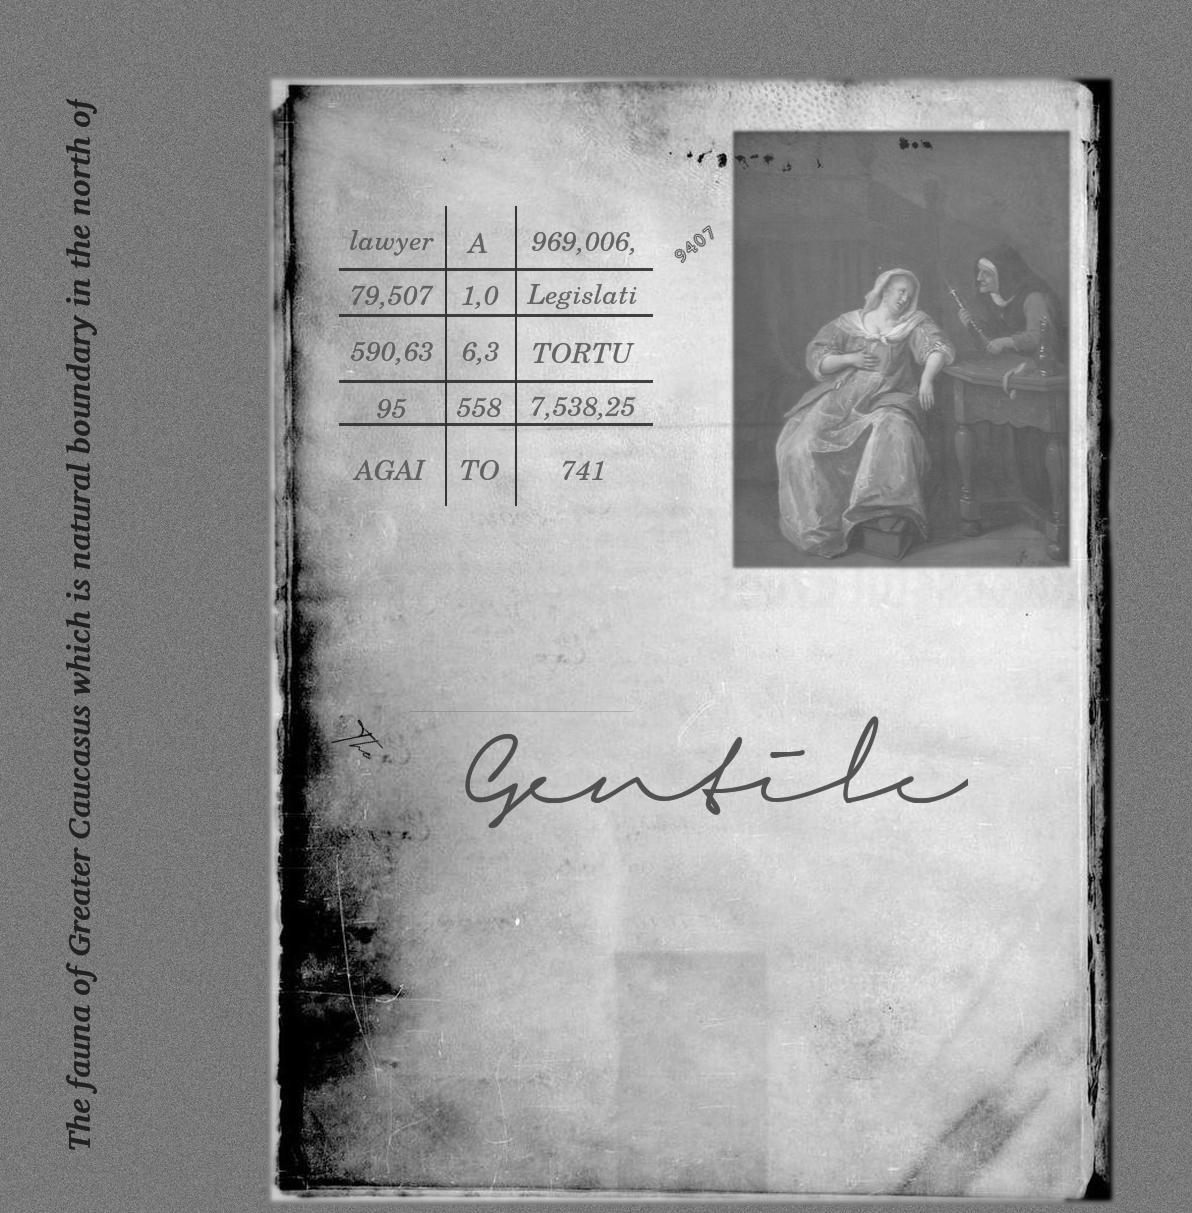 The fauna of Greater Caucasus which is natural boundary in the north of
lawyer A 969,006,
79,507 1,0 Legislati
590,63 6,3 TORTU
95 558 7,538,25
AGAI TO 741
9407
Gentile
The